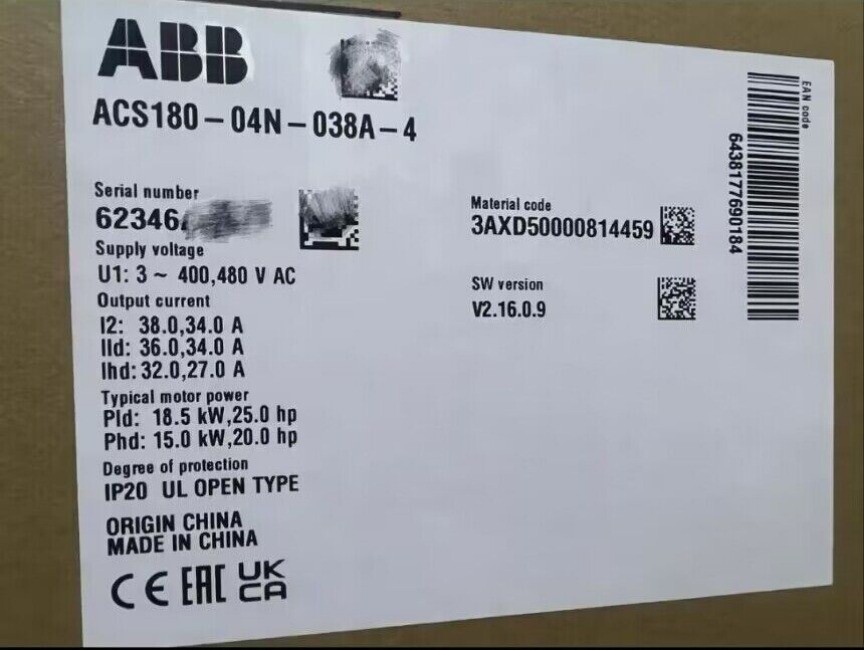 ABB
ACS180-04N-038A-4
Serial number
62346
Supply voltage
U1: 3 ~ 400,480 V AC
Output current
I2: 38.0,34.0 A
Ild: 36.0,34.0 A
Ihd: 32.0,27.0 A
Typical motor power
Pld: 18.5 kW,25.0 hp
Phd: 15.0 kW,20.0 hp
Degree of protection
IP20 UL OPEN TYPE
ORIGIN CHINA
MADE IN CHINA
CE EAC UK
CA
Material code
3AXD50000814459
SW version
V2.16.0.9
EAN code
6438177690184